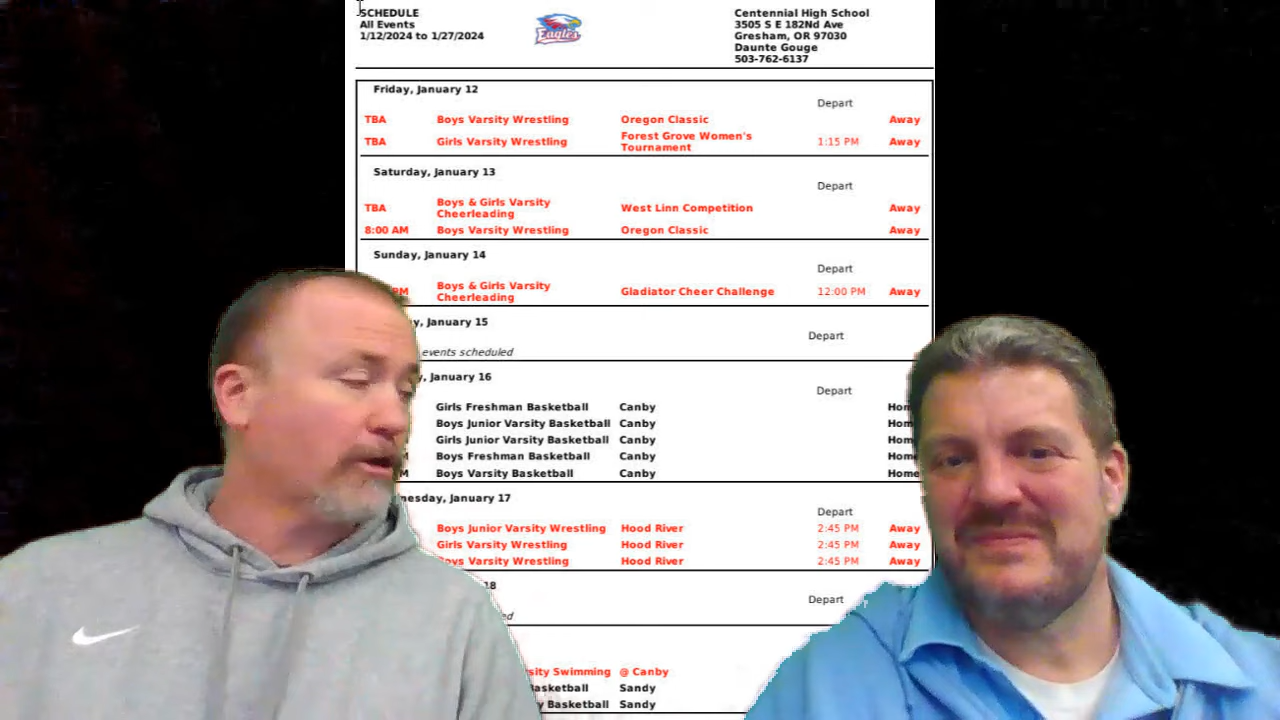 SCHEDULE
All Events
1/12/2024 to 1/27/2024
Eagles
Centennial High School
3505 S E 182Nd Ave
Gresham, OR 97030
Daunte Gouge
503-762-6137
Friday, January 12
Depart
TBA Boys Varsity Wrestling Oregon Classic Away
TBA Girls Varsity Wrestling Forest Grove Women's Tournament 1:15 PM Away
Saturday, January 13
Depart
TBA Boys & Girls Varsity Cheerleading West Linn Competition Away
8:00 AM Boys Varsity Wrestling Oregon Classic Away
Sunday, January 14
Depart
PM Boys & Girls Varsity Cheerleading Gladiator Cheer Challenge 12:00 PM Away
January 15
Depart
events scheduled
January 16
Depart
Girls Freshman Basketball Canby
Boys Junior Varsity Basketball Canby
Girls Junior Varsity Basketball Canby
Boys Freshman Basketball Canby
Boys Varsity Basketball Canby Home
January 17
Depart
Boys Junior Varsity Wrestling Hood River 2:45 PM Away
Girls Varsity Wrestling Hood River 2:45 PM Away
Boys Varsity Wrestling Hood River 2:45 PM Away
18
Depart
Swimming @ Canby
Basketball Sandy
Basketball Sandy